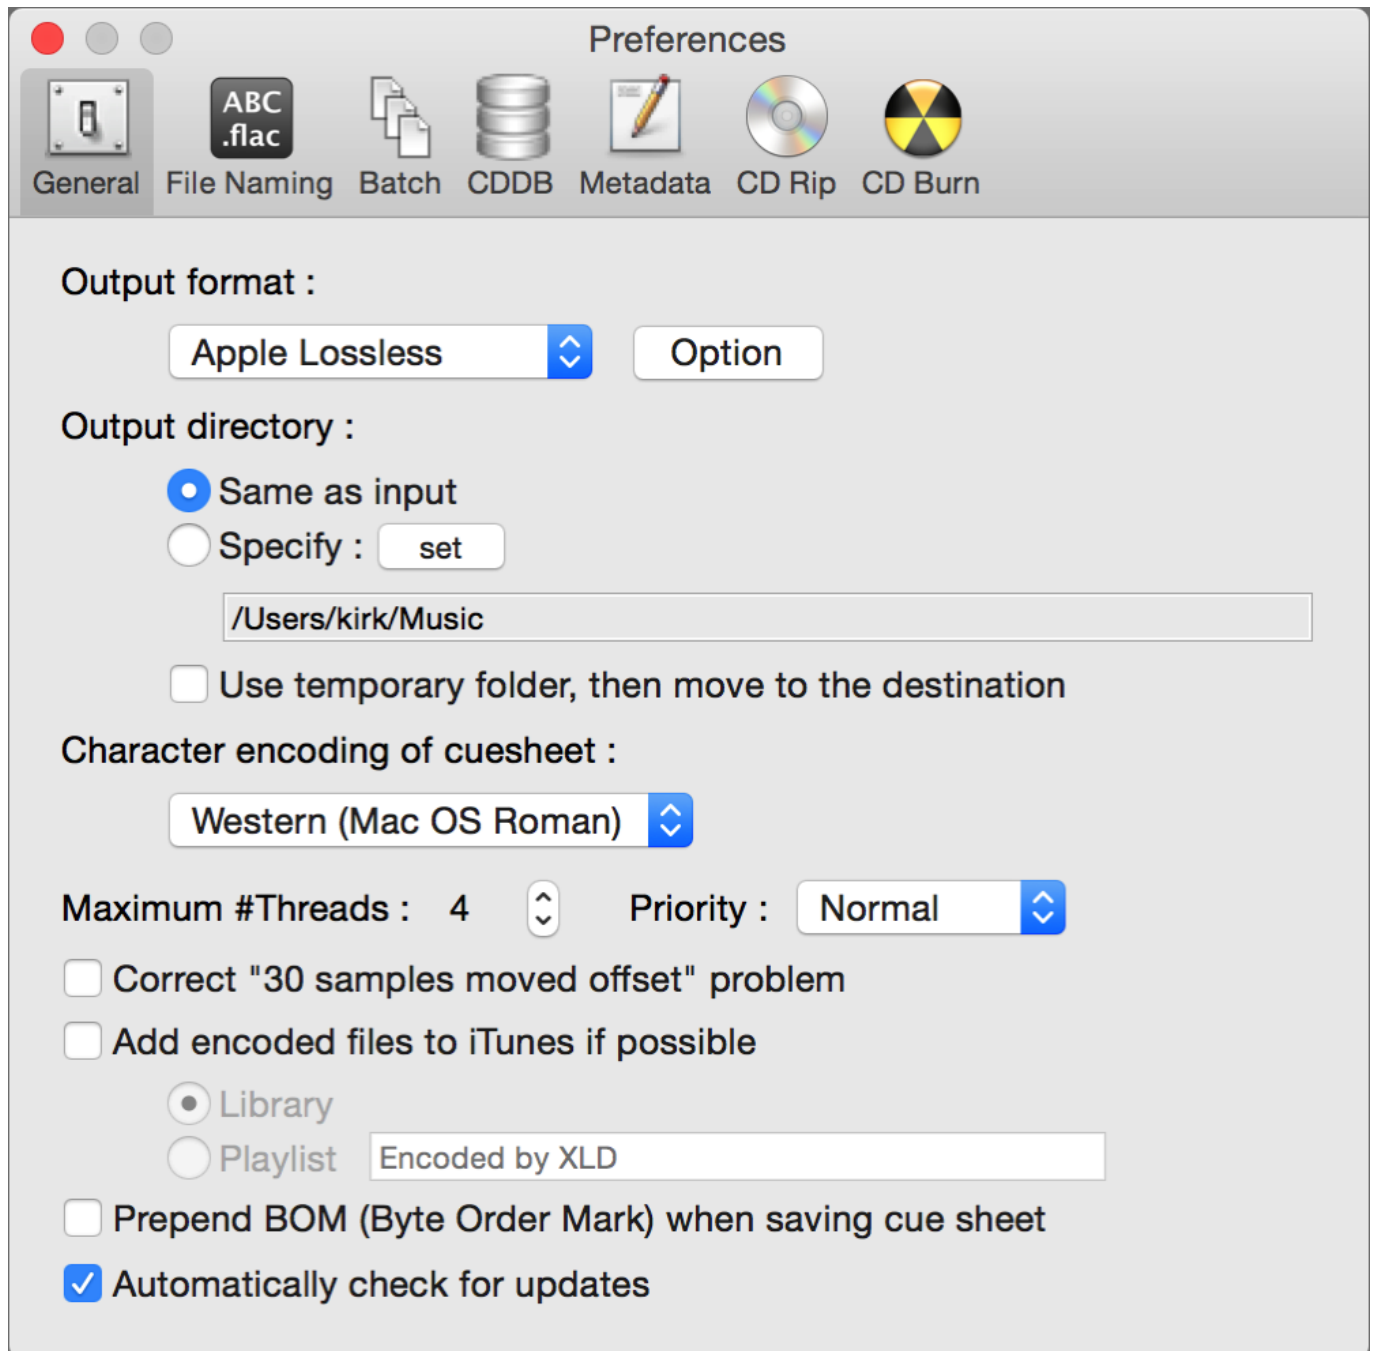 Preferences
ABC
.flac
General File Naming Batch CDDB Metadata CD Rip CD Burn
Output format :
Apple Lossless Option
Output directory :
Same as input
Specify : set
/Users/kirk/Music
Use temporary folder, then move to the destination
Character encoding of cuesheet :
Western (Mac OS Roman)
Maximum #Threads : 4 Priority : Normal
Correct "30 samples moved offset" problem
Add encoded files to iTunes if possible
Library
Playlist Encoded by XLD
Prepend BOM (Byte Order Mark) when saving cue sheet
Automatically check for updates